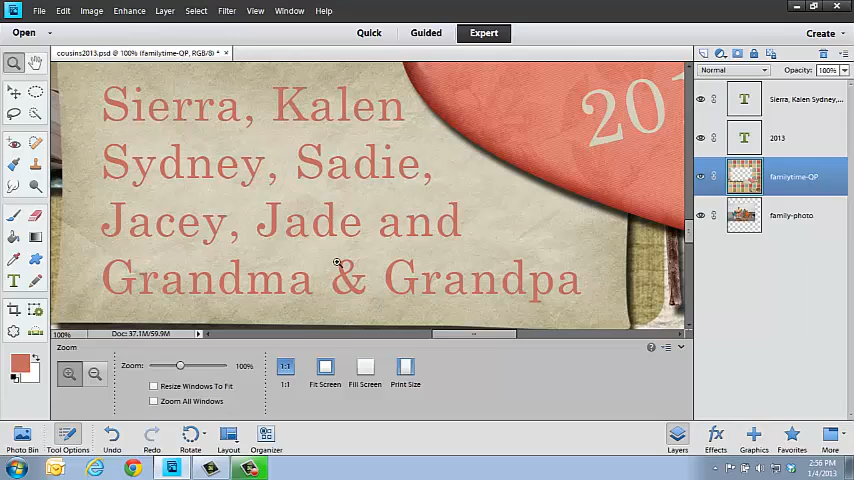 File Edit Image Enhance Layer Select Filter View Window Help
Open Quick Guided Expert Create
cousins2013.psd @ 100% (familytime-QP, RGB/8) * ×
Normal Opacity: 100%
Sierra, Kalen
Sydney, Sadie,
Jacey, Jade and
Grandma & Grandpa
201
T Sierra, Kalen Sydney,...
T 2013
familytime-QP
family-photo
100% Doc: 37.1M/59.9M
Zoom
Zoom: 100%
Resize Windows To Fit
Zoom All Windows
1:1
1:1 Fit Screen Fill Screen Print Size
Photo Bin Tool Options Undo Redo Rotate Layout Organizer
Layers Effects Graphics Favorites More
2:56 PM
1/4/2013